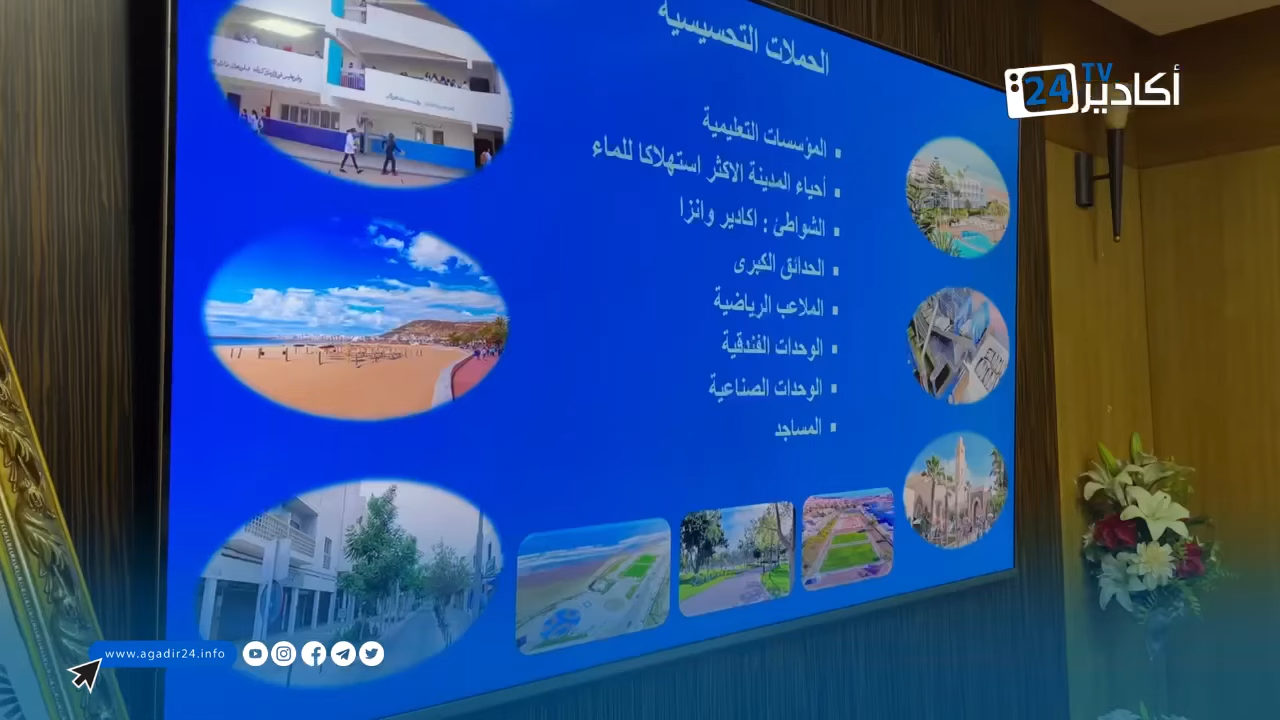 الحملات التحسيسية
المؤسسات التعليمية
أحياء المدينة الاكثر استهلاكا للماء
الشواطئ : اكادير وانزا
الحدائق الكبرى
الملاعب الرياضية
الوحدات الفندقية
الوحدات الصناعية
المساجد
أكادير 24 TV
www.agadir24.info